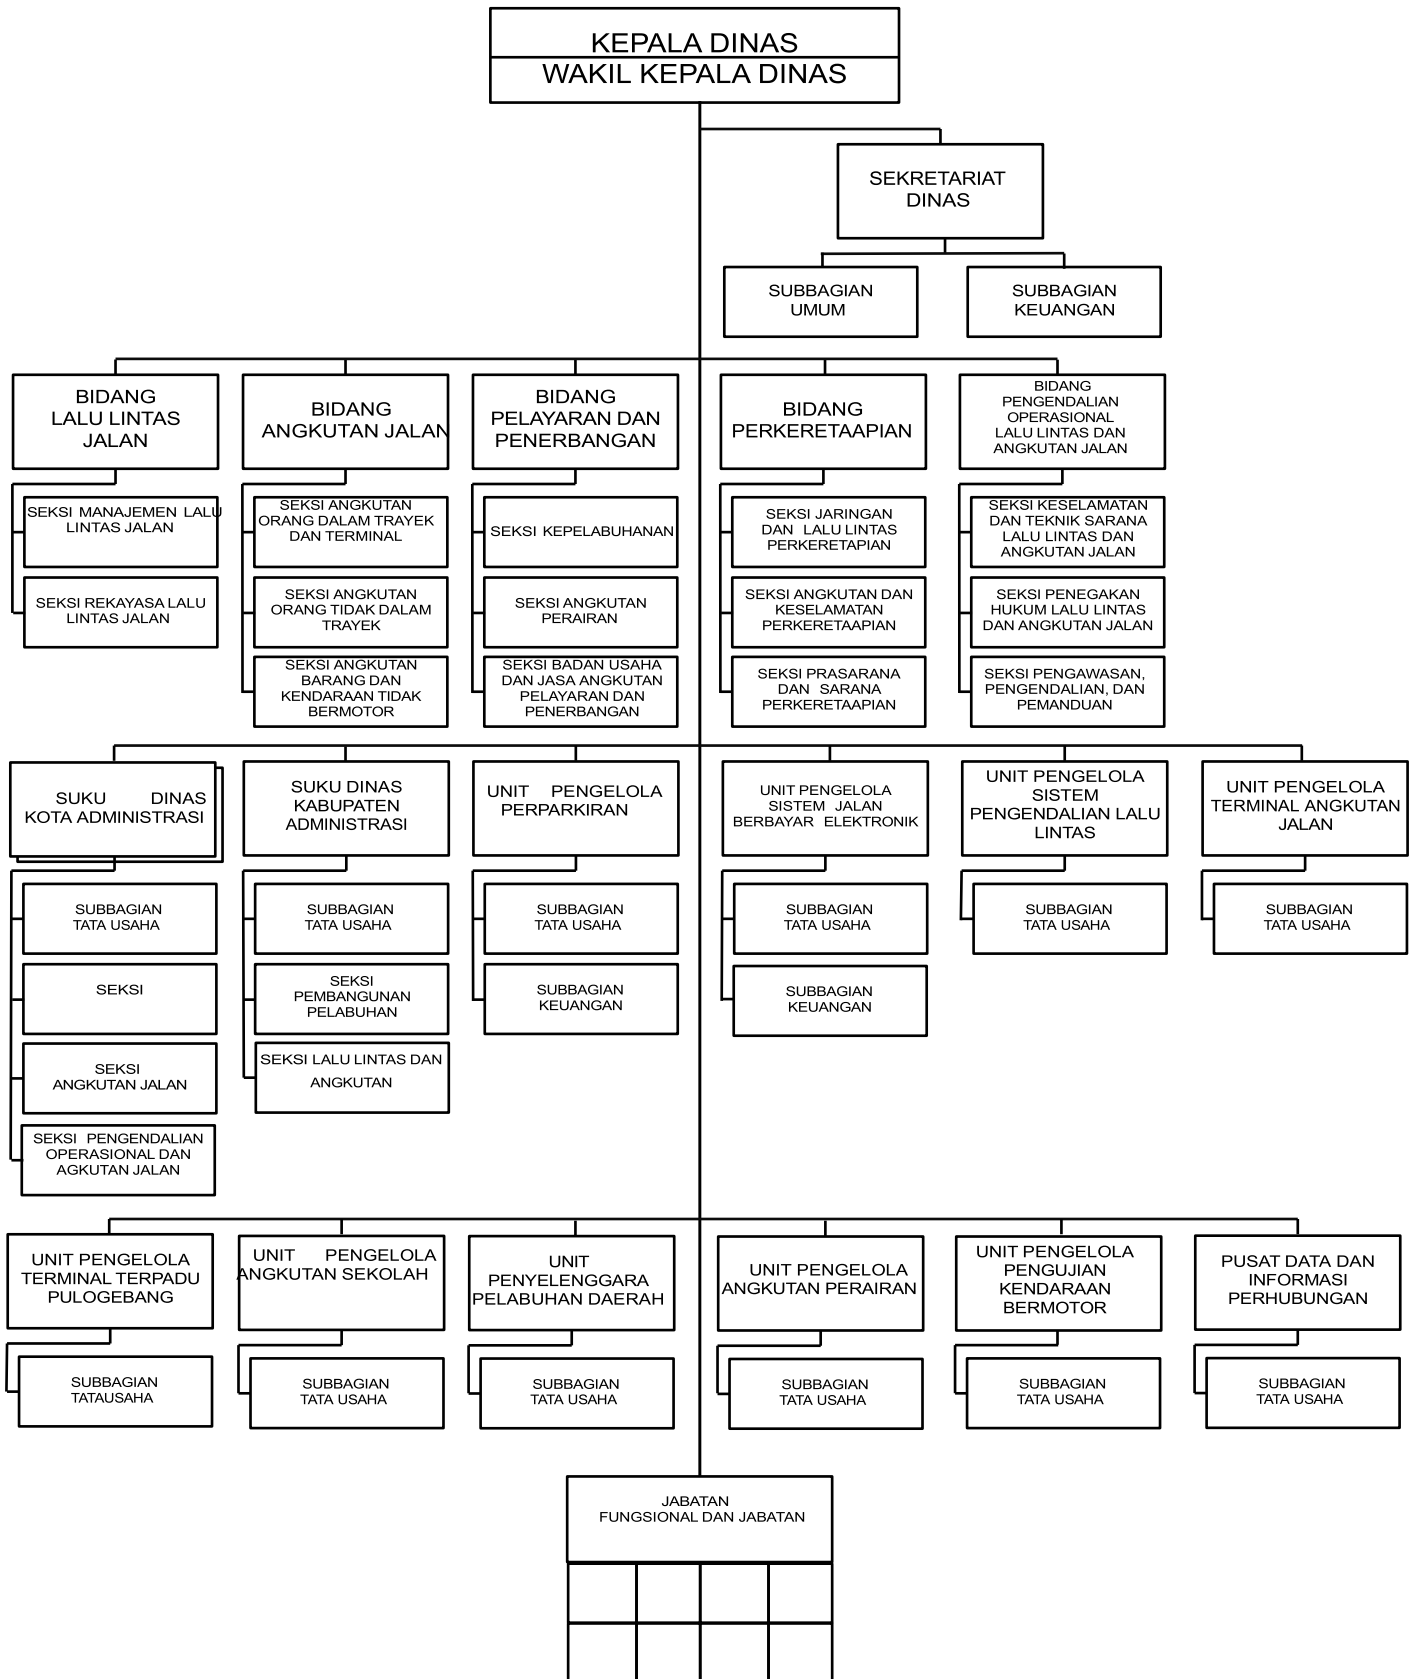 KEPALA DINAS
WAKIL KEPALA DINAS
SEKRETARIAT
DINAS
SUBBAGIAN
UMUM
SUBBAGIAN
KEUANGAN
BIDANG
LALU LINTAS
JALAN
BIDANG
ANGKUTAN JALAN
BIDANG
PELAYARAN DAN
PENERBANGAN
BIDANG
PERKERETAAPIAN
BIDANG
PENGENDALIAN
OPERASIONAL
LALU LINTAS DAN
ANGKUTAN JALAN
SEKSI MANAJEMEN LALU
LINTAS JALAN
SEKSI REKAYASA LALU
LINTAS JALAN
SEKSI ANGKUTAN
ORANG DALAM TRAYEK
DAN TERMINAL
SEKSI ANGKUTAN
ORANG TIDAK DALAM
TRAYEK
SEKSI ANGKUTAN
BARANG DAN
KENDARAAN TIDAK
BERMOTOR
SEKSI KEPELABUHANAN
SEKSI ANGKUTAN
PERAIRAN
SEKSI BADAN USAHA
DAN JASA ANGKUTAN
PELAYARAN DAN
PENERBANGAN
SEKSI JARINGAN
DAN LALU LINTAS
PERKERETAPIAN
SEKSI ANGKUTAN DAN
KESELAMATAN
PERKERETAAPIAN
SEKSI PRASARANA
DAN SARANA
PERKERETAAPIAN
SEKSI KESELAMATAN
DAN TEKNIK SARANA
LALU LINTAS DAN
ANGKUTAN JALAN
SEKSI PENEGAKAN
HUKUM LALU LINTAS
DAN ANGKUTAN JALAN
SEKSI PENGAWASAN,
PENGENDALIAN, DAN
PEMANDUAN
SUKU DINAS
KOTA ADMINISTRASI
SUKU DINAS
KABUPATEN
ADMINISTRASI
UNIT PENGELOLA
PERPARKIRAN
UNIT PENGELOLA
SISTEM JALAN
BERBAYAR ELEKTRONIK
UNIT PENGELOLA
SISTEM
PENGENDALIAN LALU
LINTAS
UNIT PENGELOLA
TERMINAL ANGKUTAN
JALAN
SUBBAGIAN
TATA USAHA
SEKSI
SEKSI
ANGKUTAN JALAN
SEKSI PENGENDALIAN
OPERASIONAL DAN
AGKUTAN JALAN
SUBBAGIAN
TATA USAHA
SEKSI
PEMBANGUNAN
PELABUHAN
SEKSI LALU LINTAS DAN
ANGKUTAN
SUBBAGIAN
TATA USAHA
SUBBAGIAN
KEUANGAN
SUBBAGIAN
TATA USAHA
SUBBAGIAN
KEUANGAN
SUBBAGIAN
TATA USAHA
SUBBAGIAN
TATA USAHA
UNIT PENGELOLA
TERMINAL TERPADU
PULOGEBANG
UNIT PENGELOLA
ANGKUTAN SEKOLAH
UNIT
PENYELENGGARA
PELABUHAN DAERAH
UNIT PENGELOLA
ANGKUTAN PERAIRAN
UNIT PENGELOLA
PENGUJIAN
KENDARAAN
BERMOTOR
PUSAT DATA DAN
INFORMASI
PERHUBUNGAN
SUBBAGIAN
TATAUSAHA
SUBBAGIAN
TATA USAHA
SUBBAGIAN
TATA USAHA
SUBBAGIAN
TATA USAHA
SUBBAGIAN
TATA USAHA
SUBBAGIAN
TATA USAHA
JABATAN
FUNGSIONAL DAN JABATAN